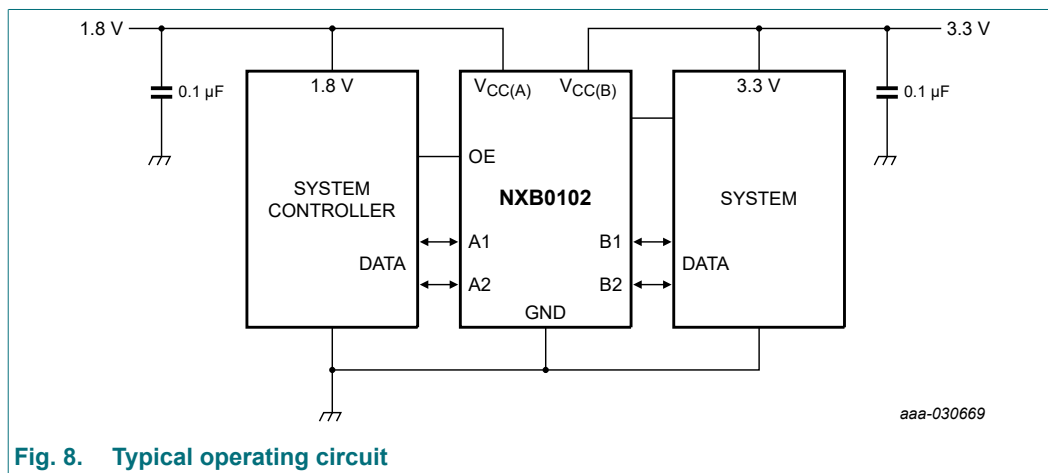 1.8 V
3.3 V
0.1 µF
1.8 V
VCC(A)
VCC(B)
3.3 V
0.1 µF
OE
SYSTEM
CONTROLLER
NXB0102
SYSTEM
A1
B1
DATA
DATA
A2
B2
GND
aaa-030669
Fig. 8. Typical operating circuit